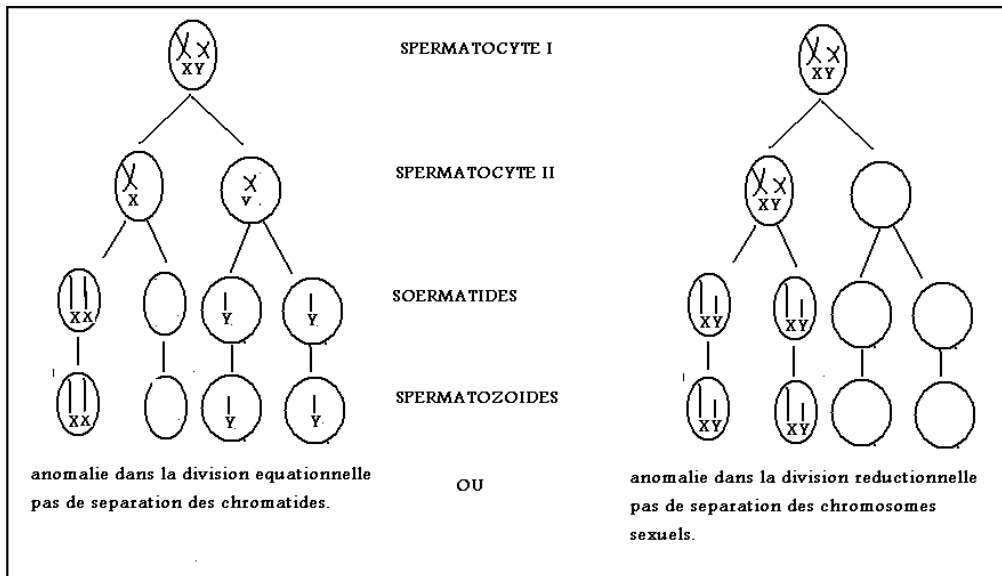 XY
SPERMATOCYTE I
XY
X
V
SPERMATOCYTE II
XY
XX
Y
Y
SOERMATIDES
XY
XY
XX
Y
Y
SPERMATOZOIDES
XY
XY
anomalie dans la division equationnelle
pas de separation des chromatides.
OU
anomalie dans la division reductionnelle
pas de separation des chromosomes
sexuels.